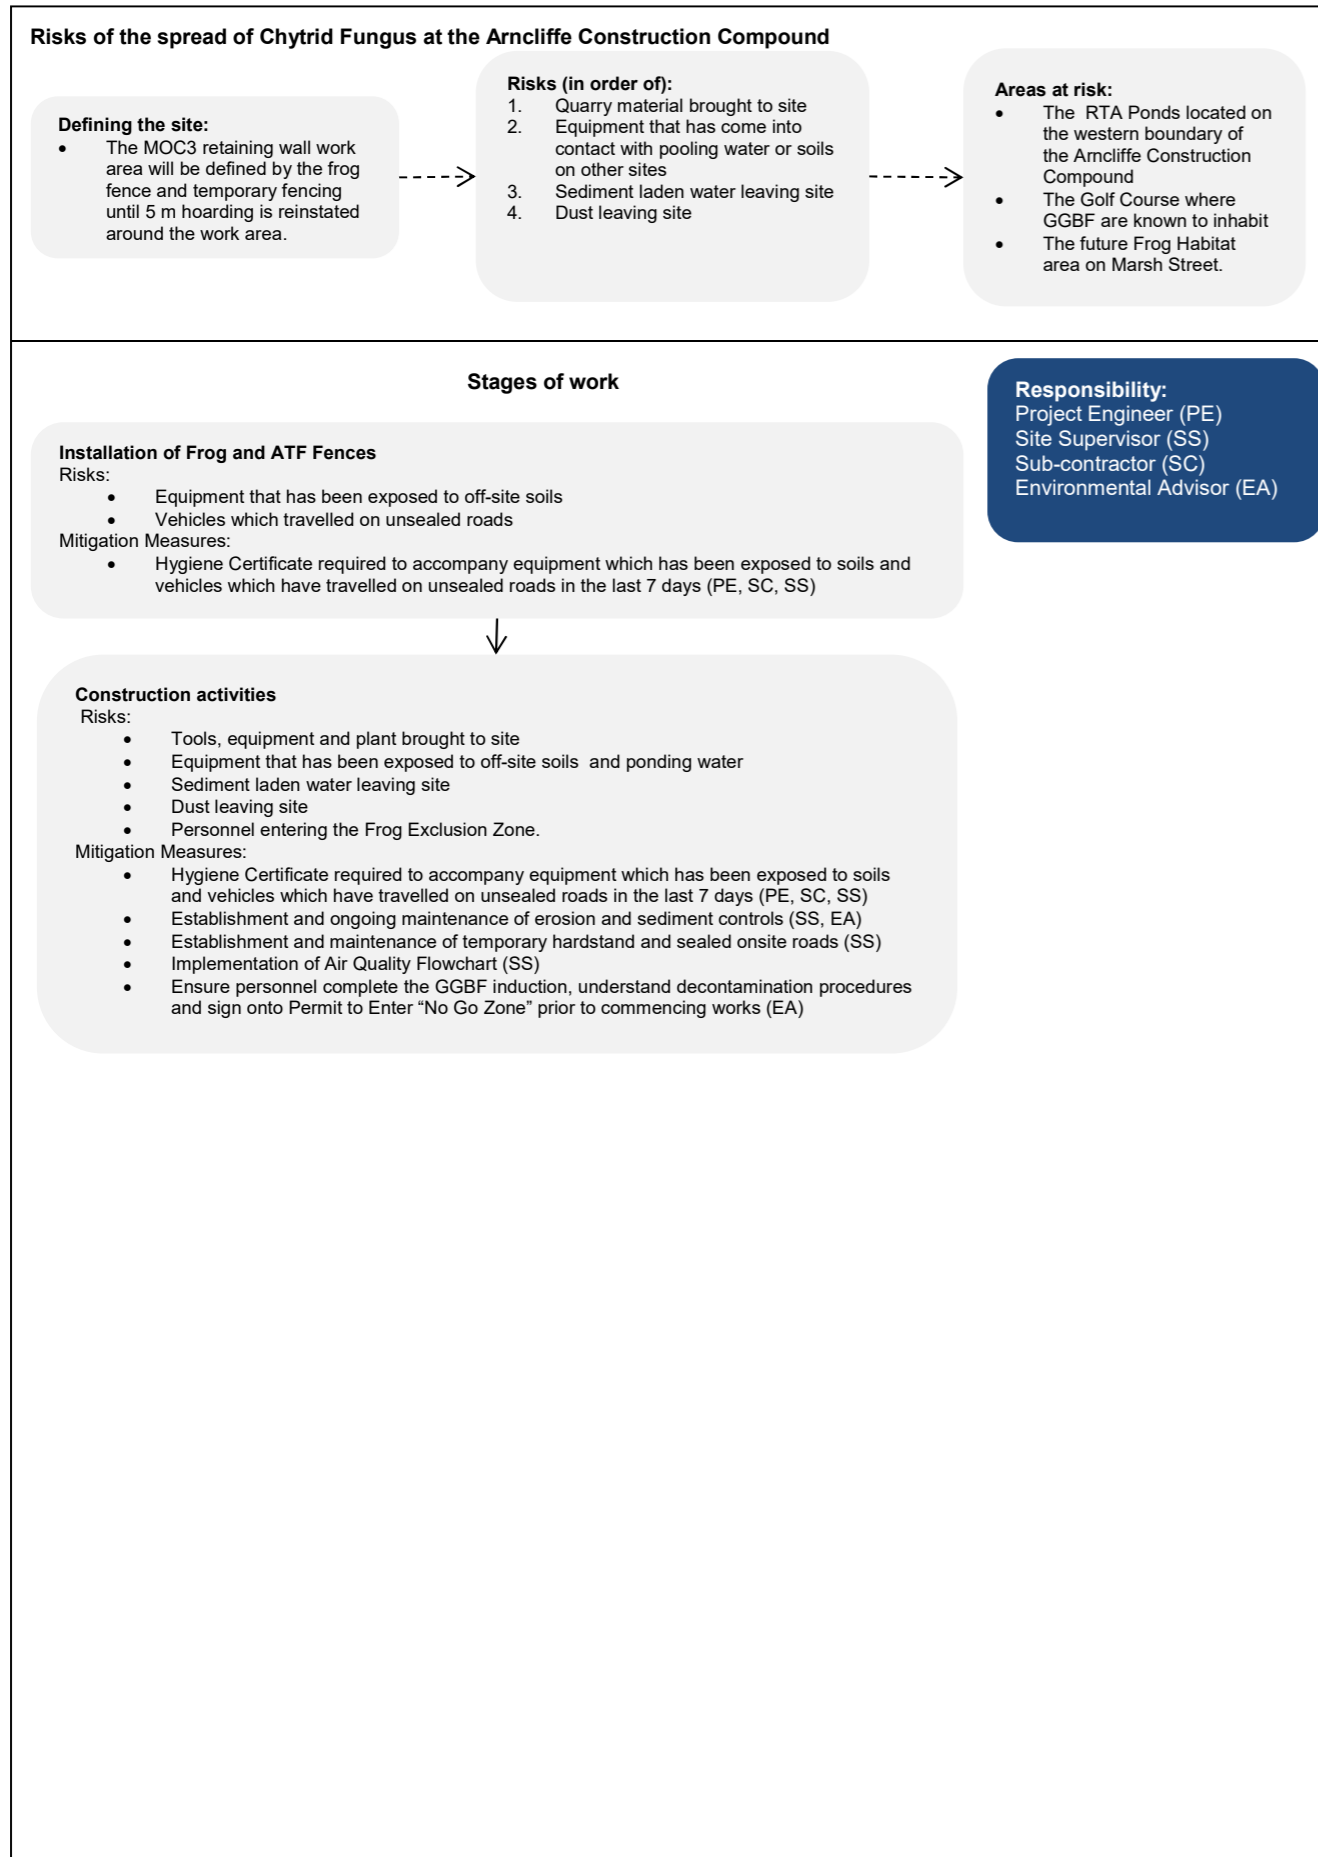 Risks of the spread of Chytrid Fungus at the Arncliffe Construction Compound
Defining the site:
• The MOC3 retaining wall work
area will be defined by the frog
fence and temporary fencing
until 5 m hoarding is reinstated
around the work area.
Risks (in order of):
1. Quarry material brought to site
2. Equipment that has come into
contact with pooling water or soils
on other sites
3. Sediment laden water leaving site
4. Dust leaving site
Areas at risk:
• The RTA Ponds located on
the western boundary of
the Arncliffe Construction
Compound
• The Golf Course where
GGBF are known to inhabit
• The future Frog Habitat
area on Marsh Street.
Stages of work
Responsibility:
Project Engineer (PE)
Site Supervisor (SS)
Sub-contractor (SC)
Environmental Advisor (EA)
Installation of Frog and ATF Fences
Risks:
• Equipment that has been exposed to off-site soils
• Vehicles which travelled on unsealed roads
Mitigation Measures:
• Hygiene Certificate required to accompany equipment which has been exposed to soils and
vehicles which have travelled on unsealed roads in the last 7 days (PE, SC, SS)
Construction activities
Risks:
• Tools, equipment and plant brought to site
• Equipment that has been exposed to off-site soils and ponding water
• Sediment laden water leaving site
• Dust leaving site
• Personnel entering the Frog Exclusion Zone.
Mitigation Measures:
• Hygiene Certificate required to accompany equipment which has been exposed to soils
and vehicles which have travelled on unsealed roads in the last 7 days (PE, SC, SS)
• Establishment and ongoing maintenance of erosion and sediment controls (SS, EA)
• Establishment and maintenance of temporary hardstand and sealed onsite roads (SS)
• Implementation of Air Quality Flowchart (SS)
• Ensure personnel complete the GGBF induction, understand decontamination procedures
and sign onto Permit to Enter “No Go Zone” prior to commencing works (EA)